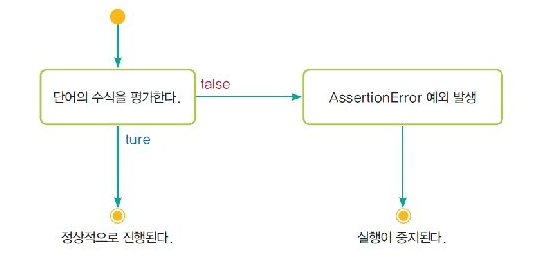 단어의 수식을 평가한다.
false
AssertionError 예외 발생
ture
정상적으로 진행된다.
실행이 중지된다.